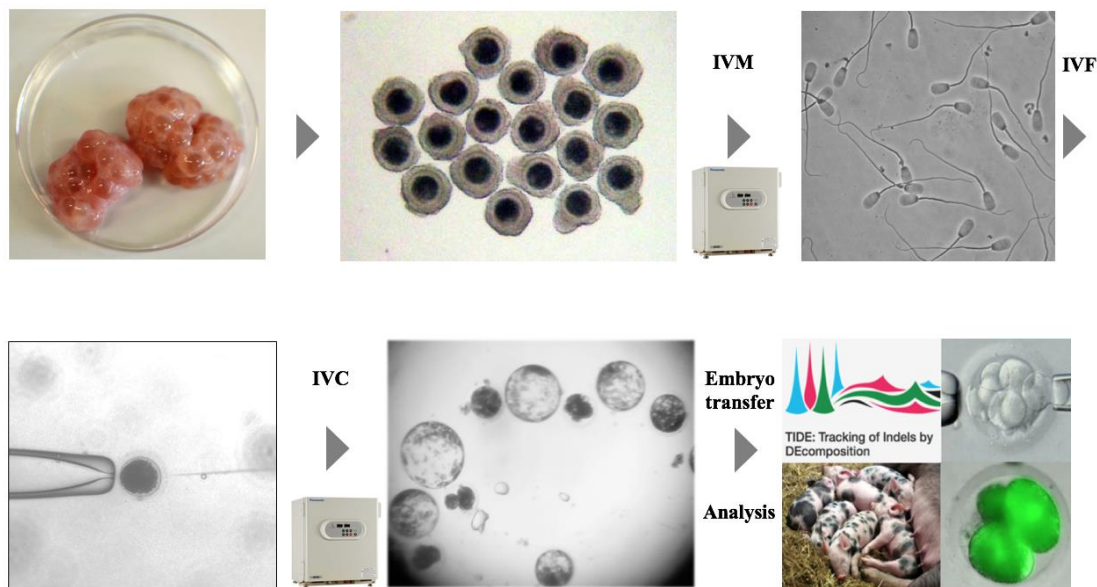 IVM
IVF
IVC
Embryo
transfer
TIDE: Tracking of Indels by
DEcomposition
Analysis